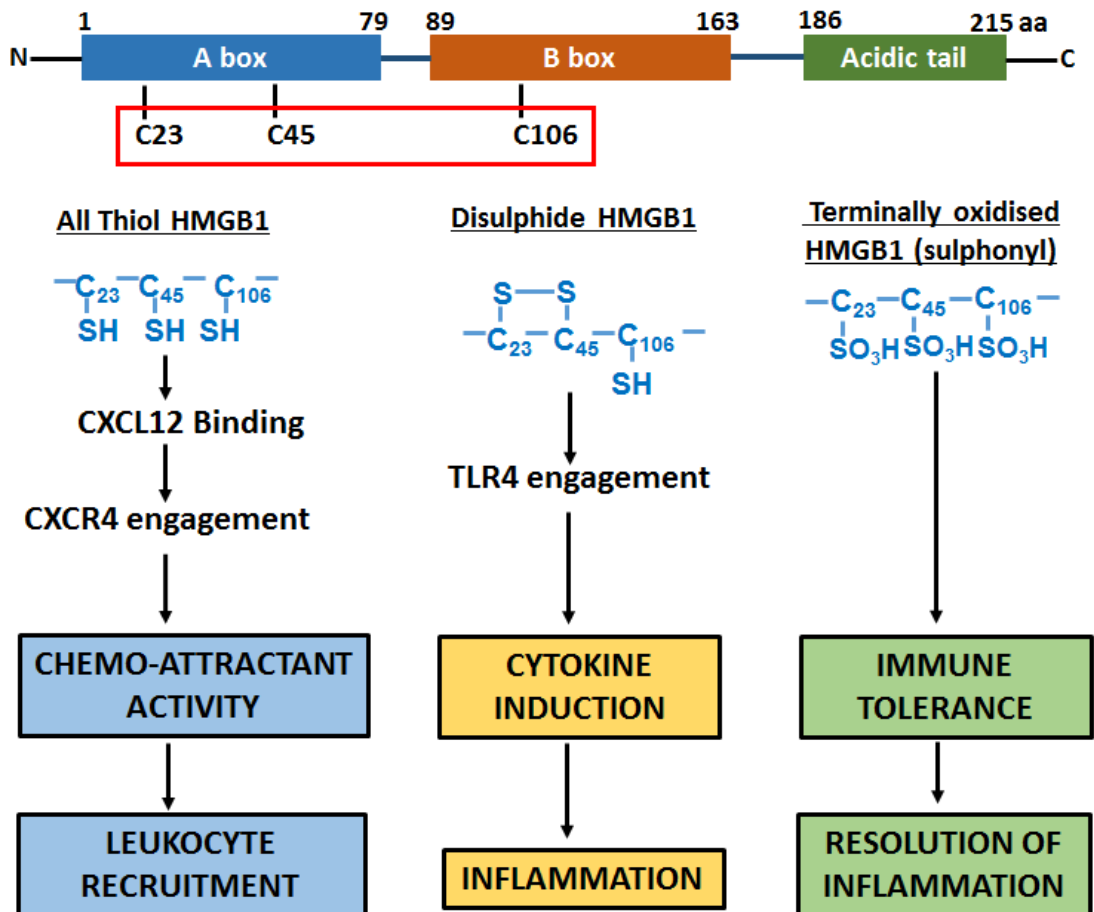 1 79 89 163 186 215 aa
N A box B box Acidic tail C
C23 C45 C106
All Thiol HMGB1
Disulphide HMGB1
Terminally oxidised
HMGB1 (sulphonyl)
C23 C45 C106
SH SH SH
S S
C23 C45 C106
SH
C23 C45 C106
SO3H SO3H SO3H
CXCL12 Binding
CXCR4 engagement
TLR4 engagement
CHEMO-ATTRACTANT
ACTIVITY
CYTOKINE
INDUCTION
IMMUNE
TOLERANCE
LEUKOCYTE
RECRUITMENT
INFLAMMATION
RESOLUTION OF
INFLAMMATION